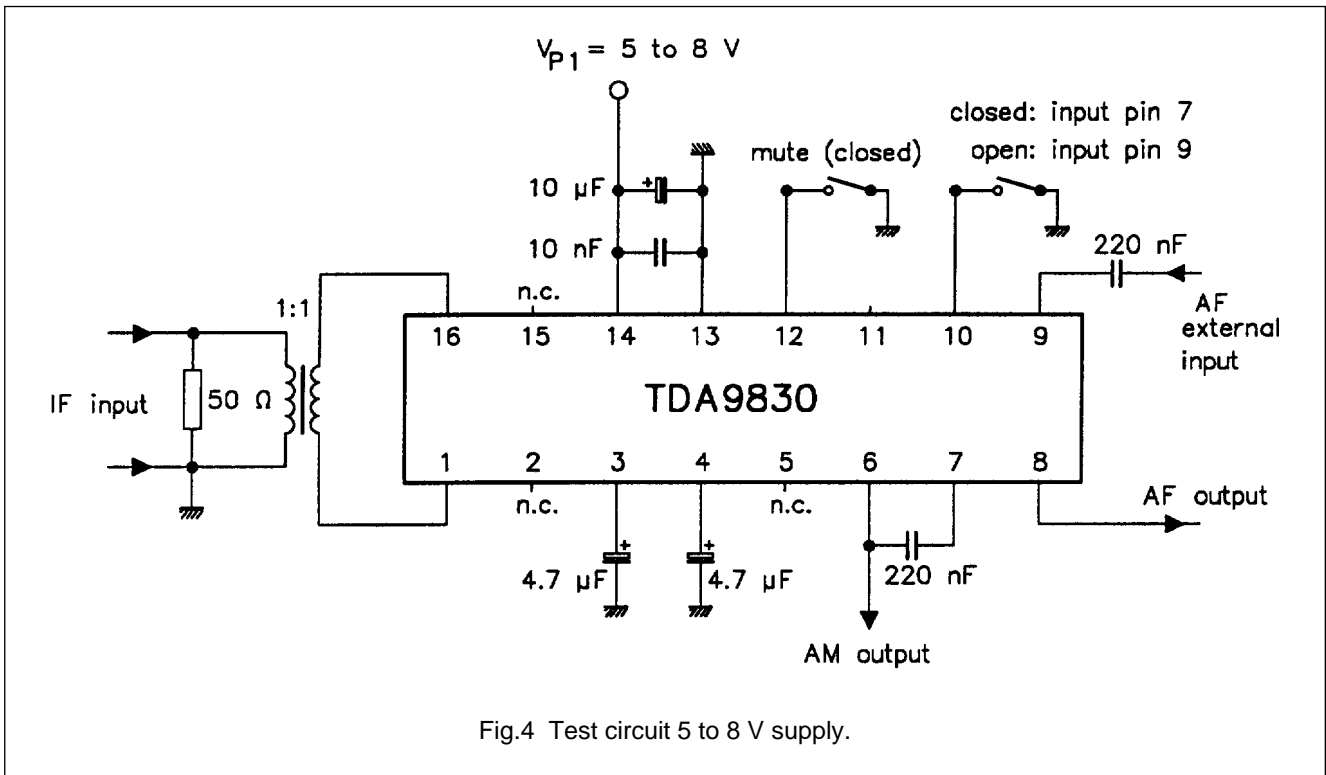 V_P1 = 5 to 8 V
closed: input pin 7
mute (closed)
open: input pin 9
10 µF
10 nF
220 nF
n.c.
1:1
AF
external
input
16 15 14 13 12 11 10 9
IF input
50 Ω
TDA9830
1 2 3 4 5 6 7 8
n.c.
n.c.
AF output
+
+
+
4.7 µF
4.7 µF
220 nF
AM output
Fig.4 Test circuit 5 to 8 V supply.